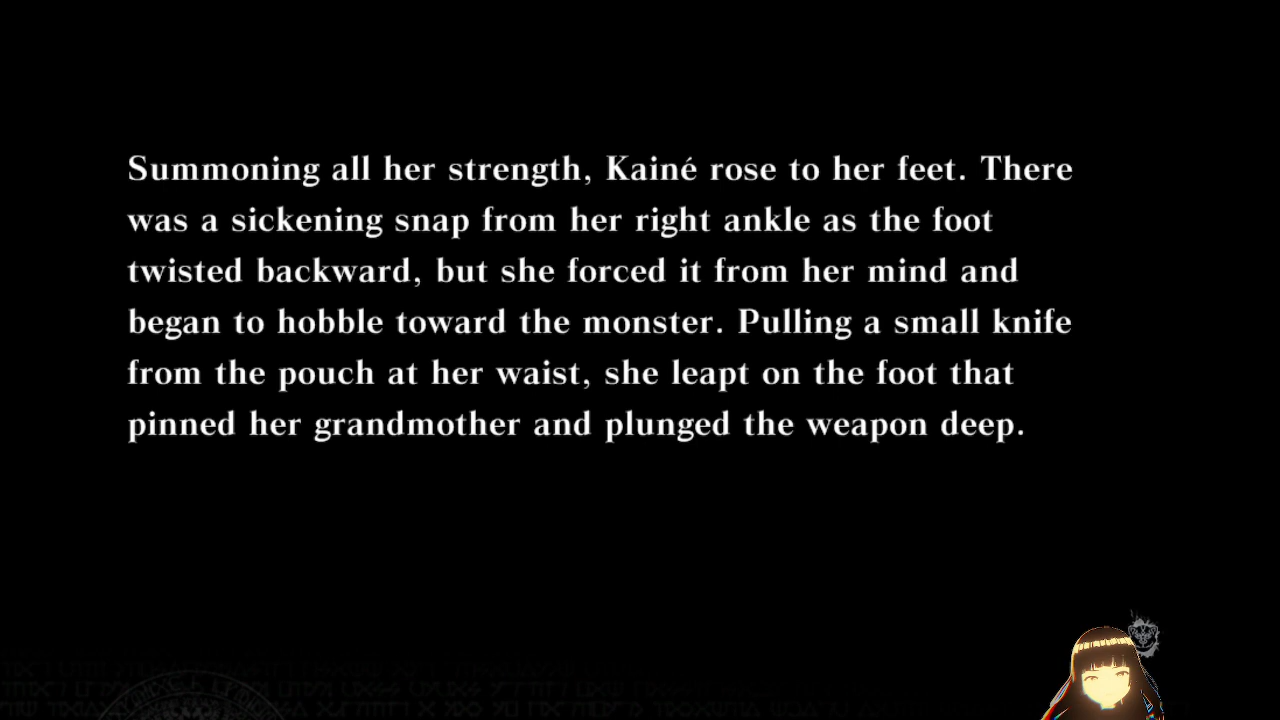 Summoning all her strength, Kainé rose to her feet. There
was a sickening snap from her right ankle as the foot
twisted backward, but she forced it from her mind and
began to hobble toward the monster. Pulling a small knife
from the pouch at her waist, she leapt on the foot that
pinned her grandmother and plunged the weapon deep.